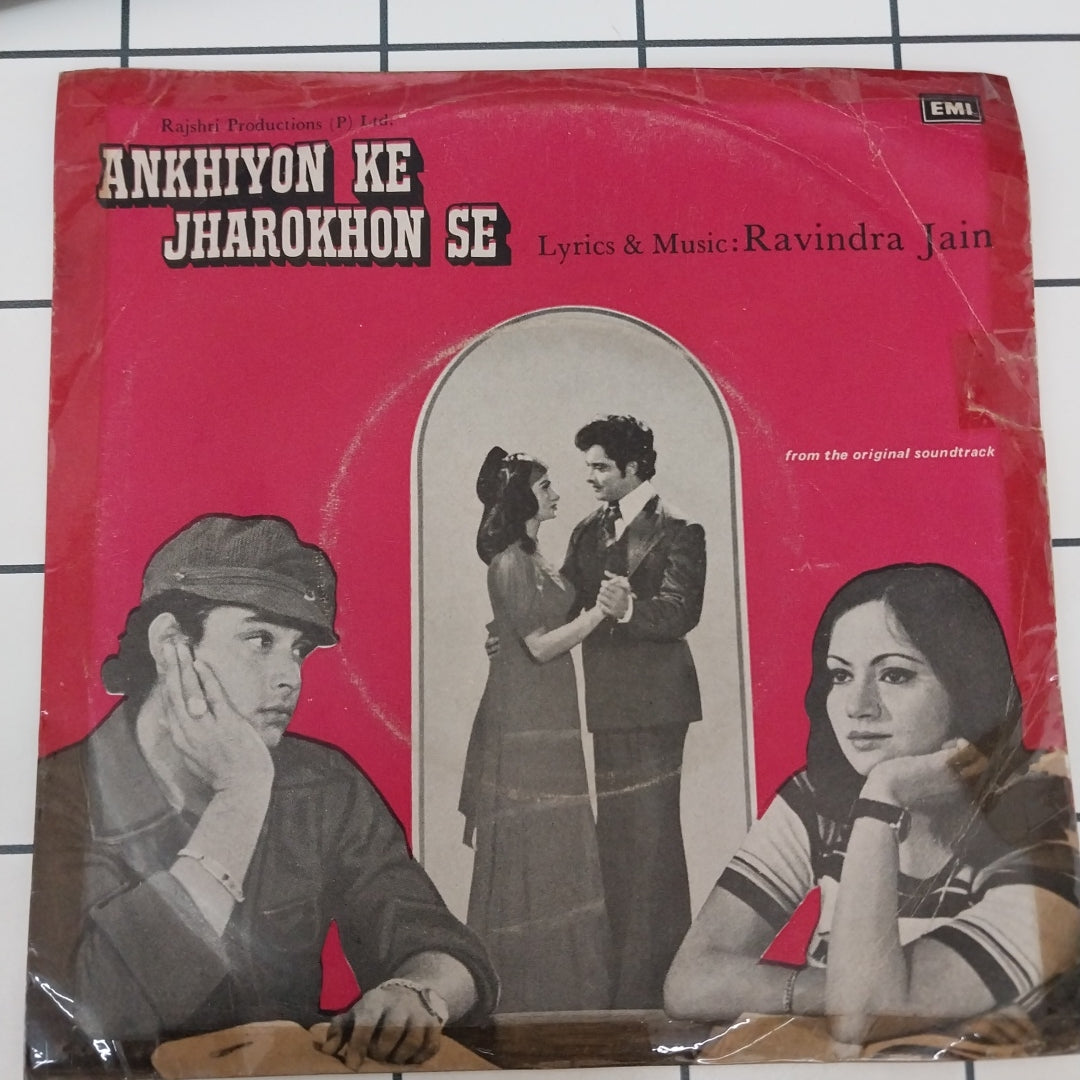 EMI
Rajshri Productions (P) Ltd.
ANKHIYON KE
JHAROKHON SE
Lyrics & Music: Ravindra Jain
from the original soundtrack